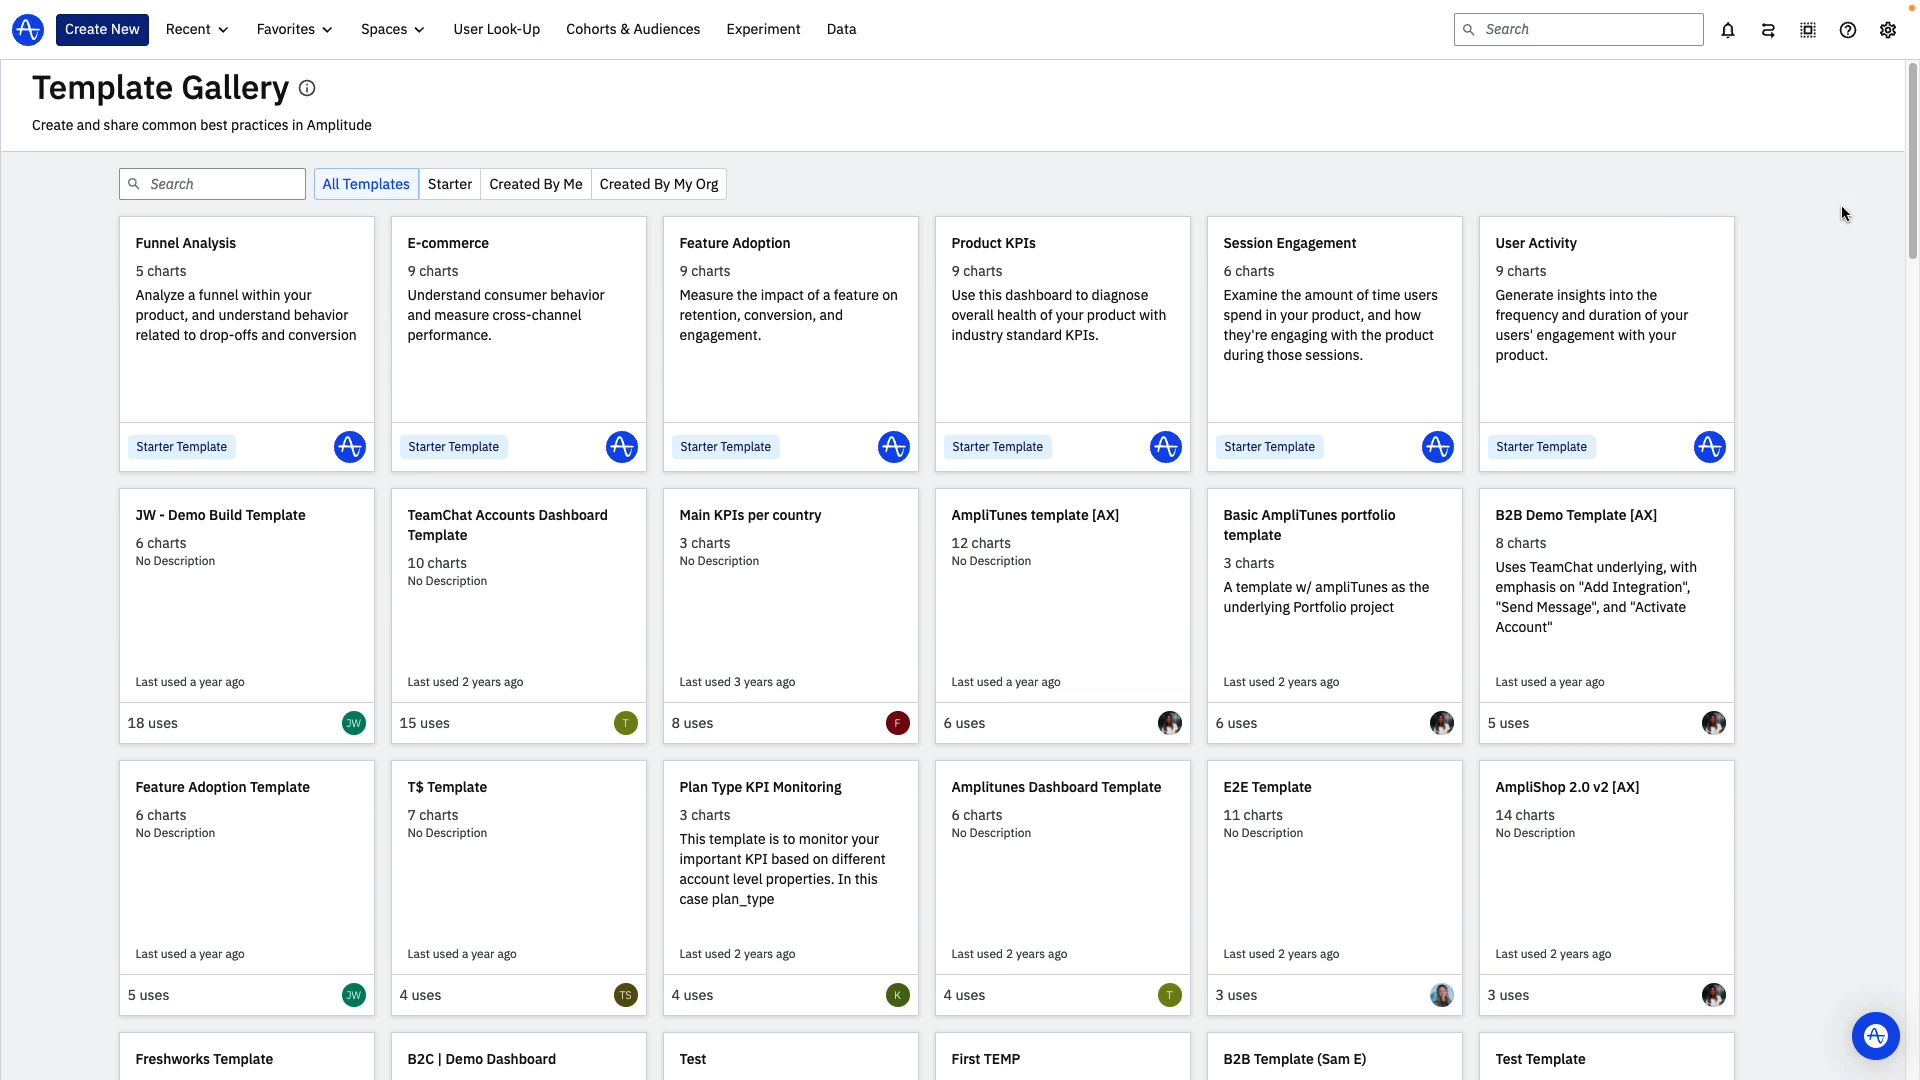 Create New
Recent
Favorites
Spaces
User Look-Up
Cohorts & Audiences
Experiment
Data
Search
Template Gallery
Create and share common best practices in Amplitude
Search
All Templates
Starter
Created By Me
Created By My Org
Funnel Analysis
5 charts
Analyze a funnel within your
product, and understand behavior
related to drop-offs and conversion
Starter Template
E-commerce
9 charts
Understand consumer behavior
and measure cross-channel
performance.
Starter Template
Feature Adoption
9 charts
Measure the impact of a feature on
retention, conversion, and
engagement.
Starter Template
Product KPIs
9 charts
Use this dashboard to diagnose
overall health of your product with
industry standard KPIs.
Starter Template
Session Engagement
6 charts
Examine the amount of time users
spend in your product, and how
they're engaging with the product
during those sessions.
Starter Template
User Activity
9 charts
Generate insights into the
frequency and duration of your
users' engagement with your
product.
Starter Template
JW - Demo Build Template
6 charts
No Description
Last used a year ago
18 uses
JW
TeamChat Accounts Dashboard
Template
10 charts
No Description
Last used 2 years ago
15 uses
T
Main KPIs per country
3 charts
No Description
Last used 3 years ago
8 uses
F
AmpliTunes template [AX]
12 charts
No Description
Last used a year ago
6 uses
Basic AmpliTunes portfolio
template
3 charts
A template w/ ampliTunes as the
underlying Portfolio project
Last used 2 years ago
6 uses
B2B Demo Template [AX]
8 charts
Uses TeamChat underlying, with
emphasis on "Add Integration",
"Send Message", and "Activate
Account"
Last used a year ago
5 uses
Feature Adoption Template
6 charts
No Description
Last used a year ago
5 uses
JW
T$ Template
7 charts
No Description
Last used a year ago
4 uses
TS
Plan Type KPI Monitoring
3 charts
This template is to monitor your
important KPI based on different
account level properties. In this
case plan_type
Last used 2 years ago
4 uses
K
Amplitunes Dashboard Template
6 charts
No Description
Last used 2 years ago
4 uses
T
E2E Template
11 charts
No Description
Last used 2 years ago
3 uses
AmpliShop 2.0 v2 [AX]
14 charts
No Description
Last used 2 years ago
3 uses
Freshworks Template
B2C | Demo Dashboard
Test
First TEMP
B2B Template (Sam E)
Test Template